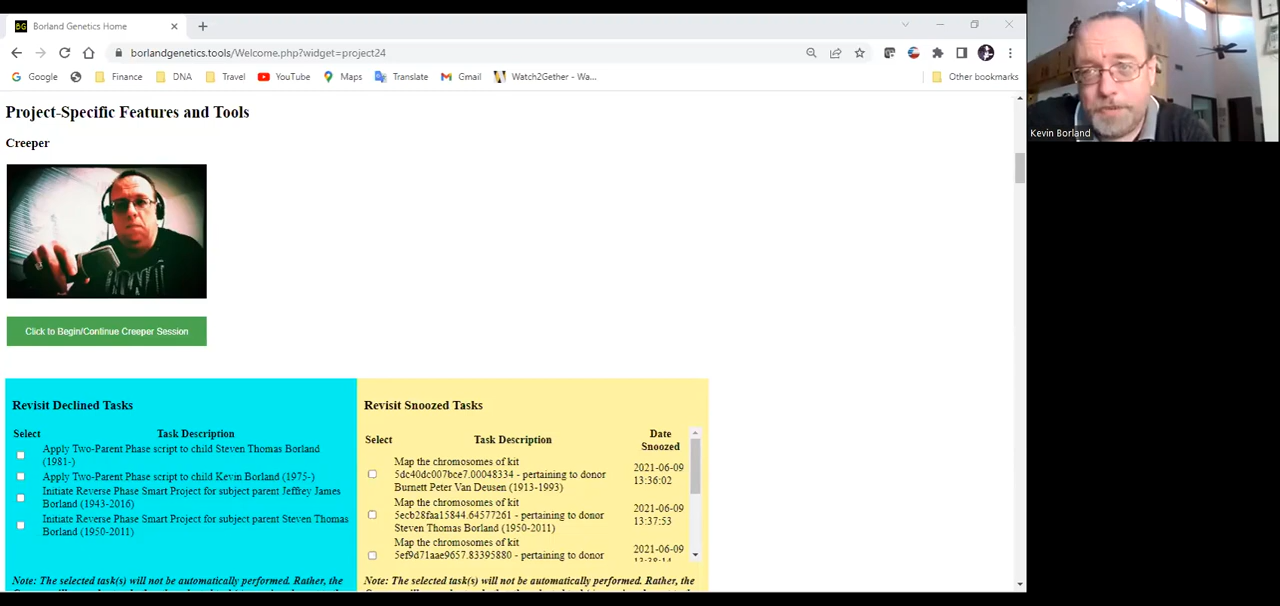 Borland Genetics Home
borlandgenetics.tools/Welcome.php?widget=project24
Google
Finance
DNA
Travel
YouTube
Maps
Translate
Gmail
Watch2Gether - Wa...
Other bookmarks
Kevin Borland
Project-Specific Features and Tools
Creeper
Click to Begin/Continue Creeper Session
Revisit Declined Tasks
Select Task Description
Apply Two-Parent Phase script to child Steven Thomas Borland
(1981-)
Apply Two-Parent Phase script to child Kevin Borland (1975-)
Initiate Reverse Phase Smart Project for subject parent Jeffrey James
Borland (1943-2016)
Initiate Reverse Phase Smart Project for subject parent Steven Thomas
Borland (1950-2011)
Note: The selected task(s) will not be automatically performed. Rather, the
Revisit Snoozed Tasks
Select Task Description Date
Snoozed
Map the chromosomes of kit
5dc40dc007bce7.00048334 - pertaining to donor
Burnett Peter Van Deusen (1913-1993)
2021-06-09
13:36:02
Map the chromosomes of kit
5ecb28faa15844.64577261 - pertaining to donor
Steven Thomas Borland (1950-2011)
2021-06-09
13:37:53
Map the chromosomes of kit
5ef9d71aae9657.83395880 - pertaining to donor
2021-06-09
Note: The selected task(s) will not be automatically performed. Rather, the